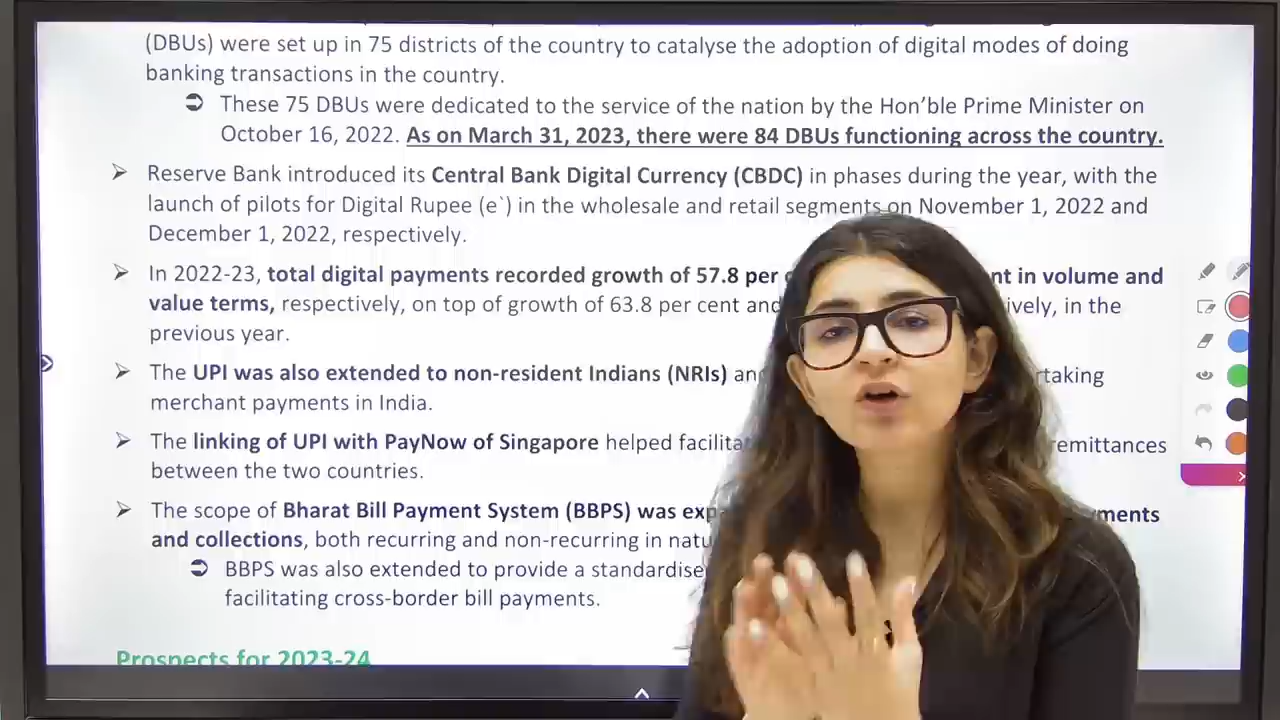 (DBUs) were set up in 75 districts of the country to catalyse the adoption of digital modes of doing
banking transactions in the country.
➲ These 75 DBUs were dedicated to the service of the nation by the Hon’ble Prime Minister on
October 16, 2022. As on March 31, 2023, there were 84 DBUs functioning across the country.
➢ Reserve Bank introduced its Central Bank Digital Currency (CBDC) in phases during the year, with the
launch of pilots for Digital Rupee (e`) in the wholesale and retail segments on November 1, 2022 and
December 1, 2022, respectively.
➢ In 2022-23, total digital payments recorded growth of 57.8 per in volume and
value terms, respectively, on top of growth of 63.8 per cent and in the
previous year.
➢ The UPI was also extended to non-resident Indians (NRIs)
merchant payments in India.
➢ The linking of UPI with PayNow of Singapore helped remittances
between the two countries.
➢ The scope of Bharat Bill Payment System (BBPS) was
and collections, both recurring and non-recurring in
➲ BBPS was also extended to provide a
facilitating cross-border bill payments.
Prospects for 2023-24